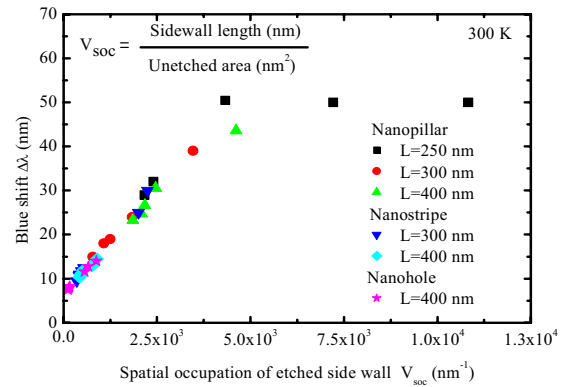 70
60
50
40
30
20
10
0
Blue shift Δλ (nm)
V_soc = Sidewall length (nm) / Unetched area (nm²)
300 K
Nanopillar
L=250 nm
L=300 nm
L=400 nm
Nanostripe
L=300 nm
L=400 nm
Nanohole
L=400 nm
0.0 2.5x10³ 5.0x10³ 7.5x10³ 1.0x10⁴ 1.3x10⁴
Spatial occupation of etched side wall V_soc (nm⁻¹)